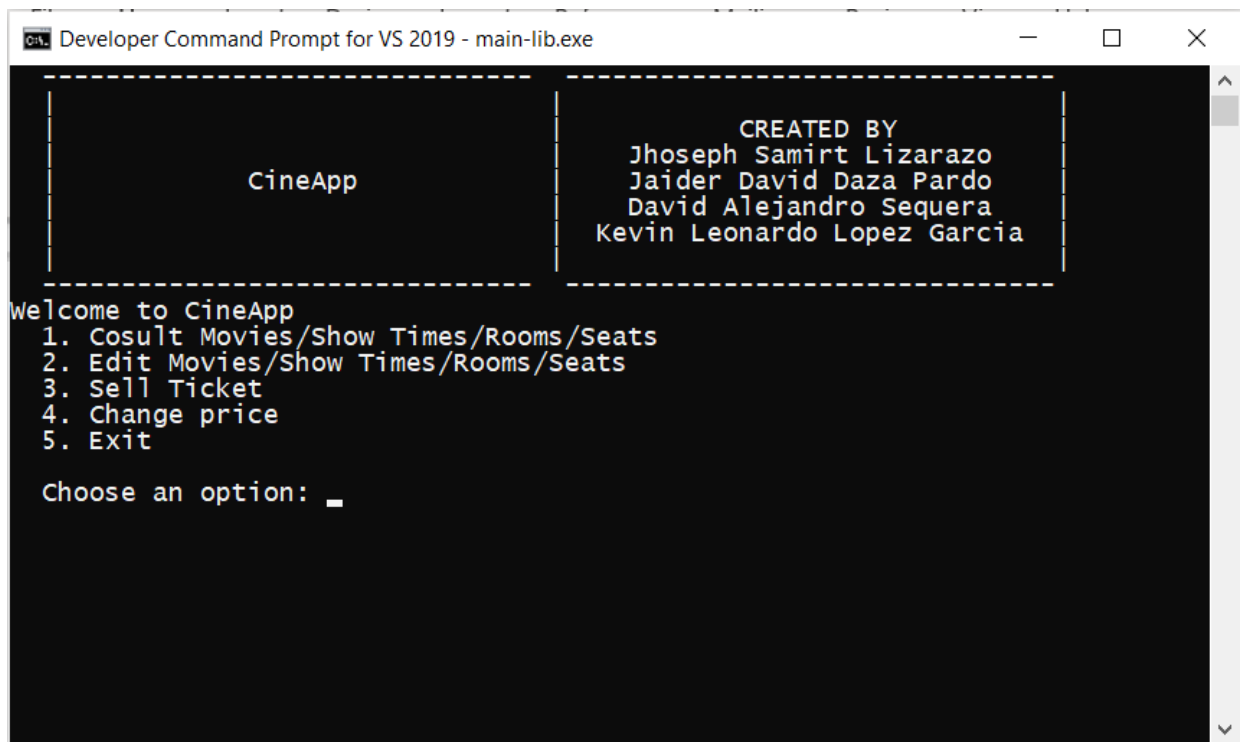 Developer Command Prompt for VS 2019 - main-lib.exe
CREATED BY
Jhoseph Samirt Lizarazo
CineApp
Jaider David Daza Pardo
David Alejandro Sequera
Kevin Leonardo Lopez Garcia
Welcome to CineApp
1. Cosult Movies/Show Times/Rooms/Seats
2. Edit Movies/Show Times/Rooms/Seats
3. Sell Ticket
4. Change price
5. Exit
Choose an option: